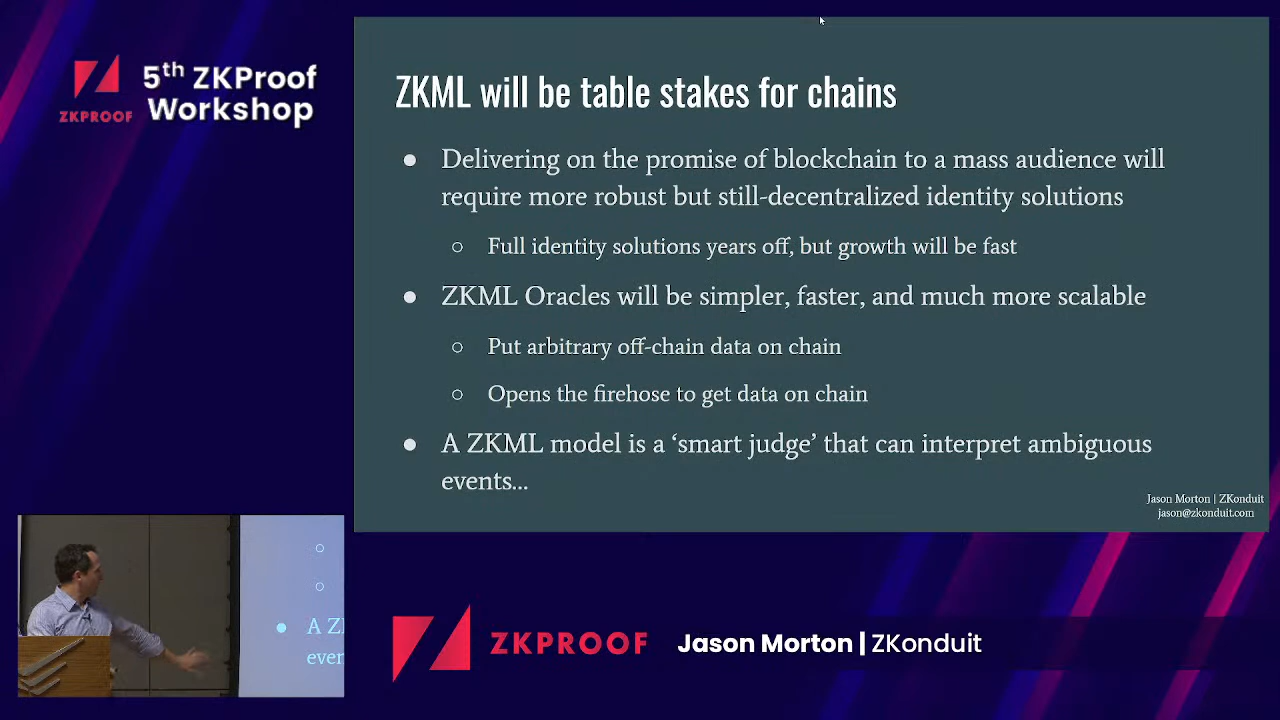 5th ZKProof
Workshop
ZKPROOF
ZKML will be table stakes for chains
● Delivering on the promise of blockchain to a mass audience will
require more robust but still-decentralized identity solutions
○ Full identity solutions years off, but growth will be fast
● ZKML Oracles will be simpler, faster, and much more scalable
○ Put arbitrary off-chain data on chain
○ Opens the firehose to get data on chain
● A ZKML model is a ‘smart judge’ that can interpret ambiguous
events...
Jason Morton | ZKonduit
jason@zkonduit.com
● A ZI
even
ZKPROOF
Jason Morton | ZKonduit